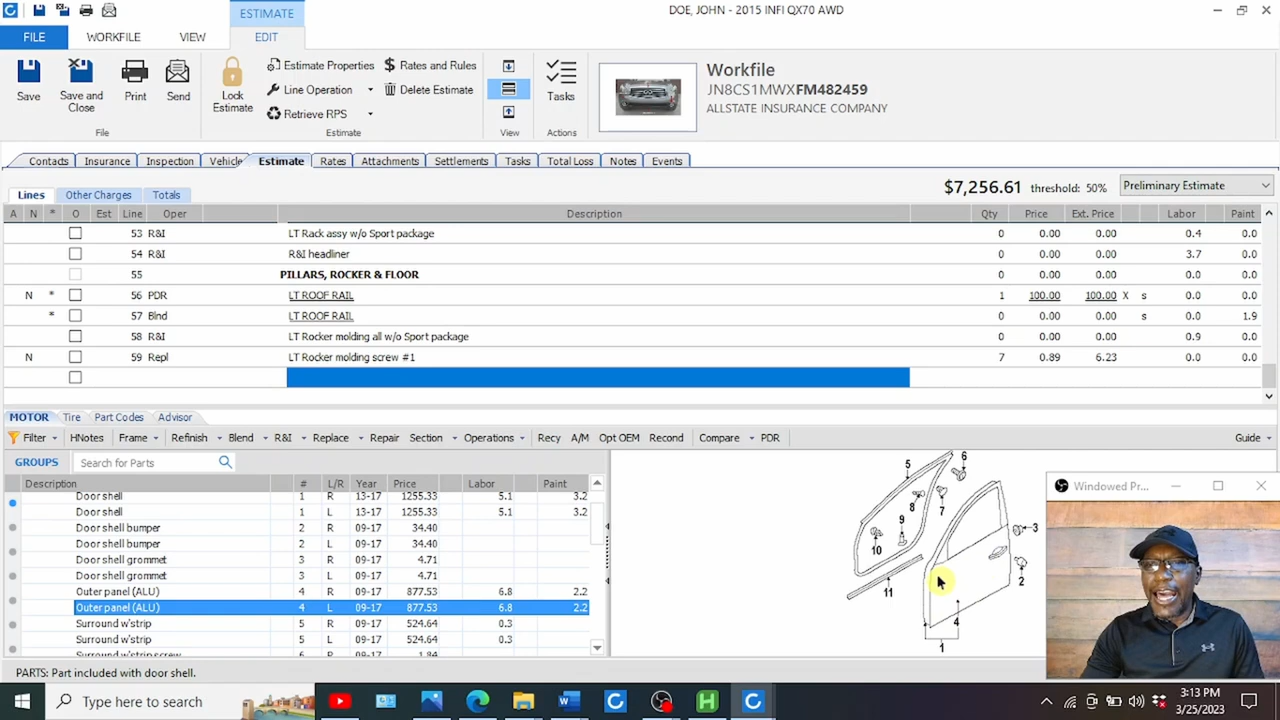 ESTIMATE
DOE, JOHN - 2015 INFI QX70 AWD
FILE WORKFILE VIEW EDIT
Save
Save and Close
Print
Send
File
Lock Estimate
Estimate Properties
Line Operation
Retrieve RPS
Rates and Rules
Delete Estimate
Estimate
View
Tasks
Actions
Workfile
JN8CS1MWXFM482459
ALLSTATE INSURANCE COMPANY
Contacts Insurance Inspection Vehicle Estimate Rates Attachments Settlements Tasks Total Loss Notes Events
$7,256.61 threshold: 50% Preliminary Estimate
Lines Other Charges Totals
A N * O Est Line Oper Description Qty Price Ext. Price Labor Paint
53 R&I LT Rack assy w/o Sport package 0 0.00 0.00 0.4 0.0
54 R&I R&I headliner 0 0.00 0.00 3.7 0.0
55 PILLARS, ROCKER & FLOOR 0 0.00 0.00 0.0 0.0
N * 56 PDR LT ROOF RAIL 1 100.00 100.00 X s 0.0 0.0
* 57 Blnd LT ROOF RAIL 0 0.00 0.00 s 0.0 1.9
58 R&I LT Rocker molding all w/o Sport package 0 0.00 0.00 0.9 0.0
N 59 Repl LT Rocker molding screw #1 7 0.89 6.23 0.0 0.0
MOTOR Tire Part Codes Advisor
Filter HNotes Frame Refinish Blend R&I Replace Repair Section Operations Recy A/M Opt OEM Recond Compare PDR Guide
GROUPS Search for Parts
Description # L/R Year Price Labor Paint
Door shell 1 R 13-17 1255.33 5.1 3.2
Door shell 1 L 13-17 1255.33 5.1 3.2
Door shell bumper 2 R 09-17 34.40
Door shell bumper 2 L 09-17 34.40
Door shell grommet 3 R 09-17 4.71
Door shell grommet 3 L 09-17 4.71
Outer panel (ALU) 4 R 09-17 877.53 6.8 2.2
Outer panel (ALU) 4 L 09-17 877.53 6.8 2.2
Surround w'strip 5 R 09-17 524.64 0.3
Surround w'strip 5 L 09-17 524.64 0.3
Surround w'strip screw 6 R 09-17 1.84
5 6
8 7
9
10
3
2
11
4
1
Windowed Pr...
PARTS: Part included with door shell.
Type here to search
3:13 PM
3/25/2023